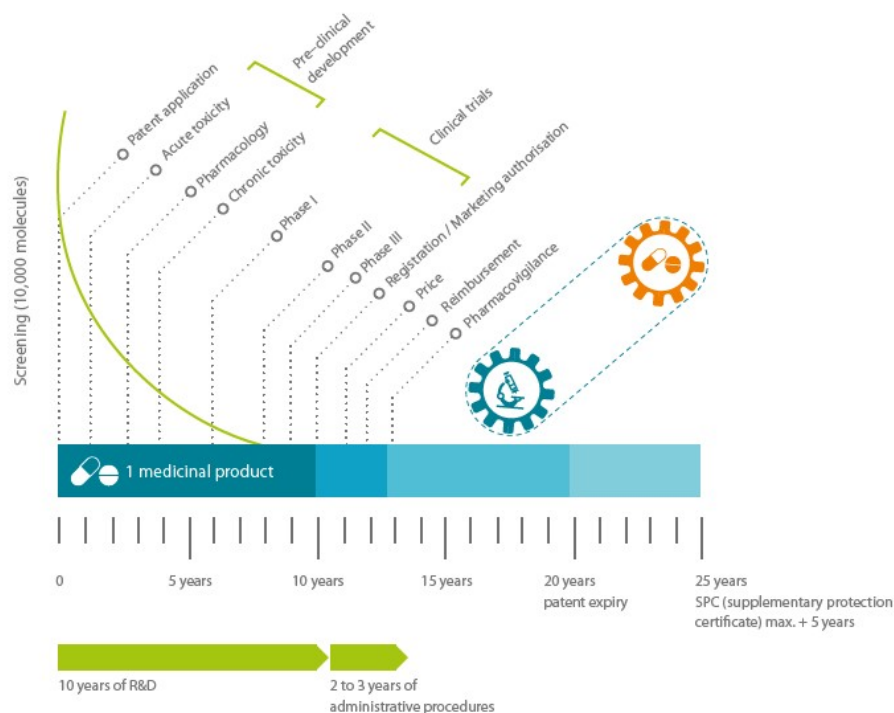 Pre–clinical
development
Patent application
Acute toxicity
Pharmacology
Chronic toxicity
Clinical trials
Phase I
Phase II
Phase III
Registration / Marketing authorisation
Price
Reimbursement
Pharmacovigilance
Screening (10,000 molecules)
1 medicinal product
0
5 years
10 years
15 years
20 years
patent expiry
25 years
SPC (supplementary protection
certificate) max. + 5 years
10 years of R&D
2 to 3 years of
administrative procedures